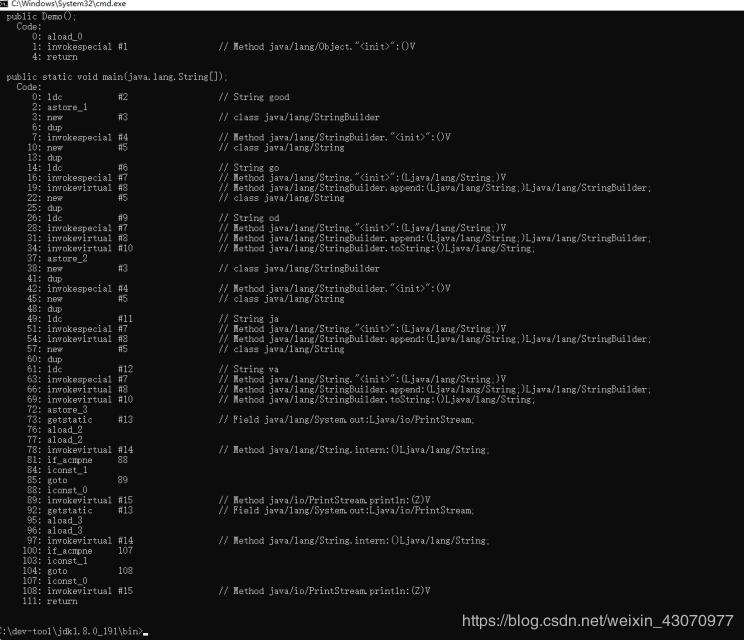 C:\Windows\System32\cmd.exe
public Demo();
Code:
0: aload_0
1: invokespecial #1 // Method java/lang/Object."<init>":()V
4: return
public static void main(java.lang.String[]);
Code:
0: ldc #2 // String good
2: astore_1
3: new #3 // class java/lang/StringBuilder
6: dup
7: invokespecial #4 // Method java/lang/StringBuilder."<init>":()V
10: new #5 // class java/lang/String
13: dup
14: ldc #6 // String go
16: invokespecial #7 // Method java/lang/String."<init>":(Ljava/lang/String;)V
19: invokevirtual #8 // Method java/lang/StringBuilder.append:(Ljava/lang/String;)Ljava/lang/StringBuilder;
22: new #5 // class java/lang/String
25: dup
26: ldc #9 // String od
28: invokespecial #7 // Method java/lang/String."<init>":(Ljava/lang/String;)V
31: invokevirtual #8 // Method java/lang/StringBuilder.append:(Ljava/lang/String;)Ljava/lang/StringBuilder;
34: invokevirtual #10 // Method java/lang/StringBuilder.toString:()Ljava/lang/String;
37: astore_2
38: new #3 // class java/lang/StringBuilder
41: dup
42: invokespecial #4 // Method java/lang/StringBuilder."<init>":()V
45: new #5 // class java/lang/String
48: dup
49: ldc #11 // String ja
51: invokespecial #7 // Method java/lang/String."<init>":(Ljava/lang/String;)V
54: invokevirtual #8 // Method java/lang/StringBuilder.append:(Ljava/lang/String;)Ljava/lang/StringBuilder;
57: new #5 // class java/lang/String
60: dup
61: ldc #12 // String va
63: invokespecial #7 // Method java/lang/String."<init>":(Ljava/lang/String;)V
66: invokevirtual #8 // Method java/lang/StringBuilder.append:(Ljava/lang/String;)Ljava/lang/StringBuilder;
69: invokevirtual #10 // Method java/lang/StringBuilder.toString:()Ljava/lang/String;
72: astore_3
73: getstatic #13 // Field java/lang/System.out:Ljava/io/PrintStream;
76: aload_2
77: aload_2
78: invokevirtual #14 // Method java/lang/String.intern:()Ljava/lang/String;
81: if_acmpne 88
84: iconst_1
85: goto 89
88: iconst_0
89: invokevirtual #15 // Method java/io/PrintStream.println:(Z)V
92: getstatic #13 // Field java/lang/System.out:Ljava/io/PrintStream;
95: aload_3
96: aload_3
97: invokevirtual #14 // Method java/lang/String.intern:()Ljava/lang/String;
100: if_acmpne 107
103: iconst_1
104: goto 108
107: iconst_0
108: invokevirtual #15 // Method java/io/PrintStream.println:(Z)V
111: return
C:\dev-tool\jdk1.8.0_191\bin>
https://blog.csdn.net/weixin_43070977